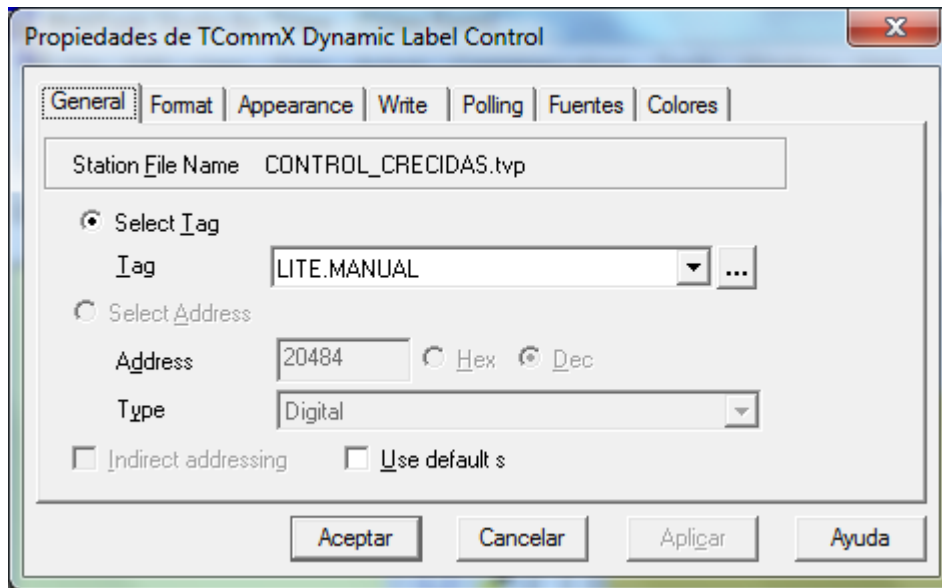 Propiedades de TCommX Dynamic Label Control
General Format Appearance Write Polling Fuentes Colores
Station File Name CONTROL_CRECIDAS.tvp
Select Tag
Tag LITE.MANUAL ...
Select Address
Address 20484 Hex Dec
Type Digital
Indirect addressing Use default s
Aceptar Cancelar Aplicar Ayuda